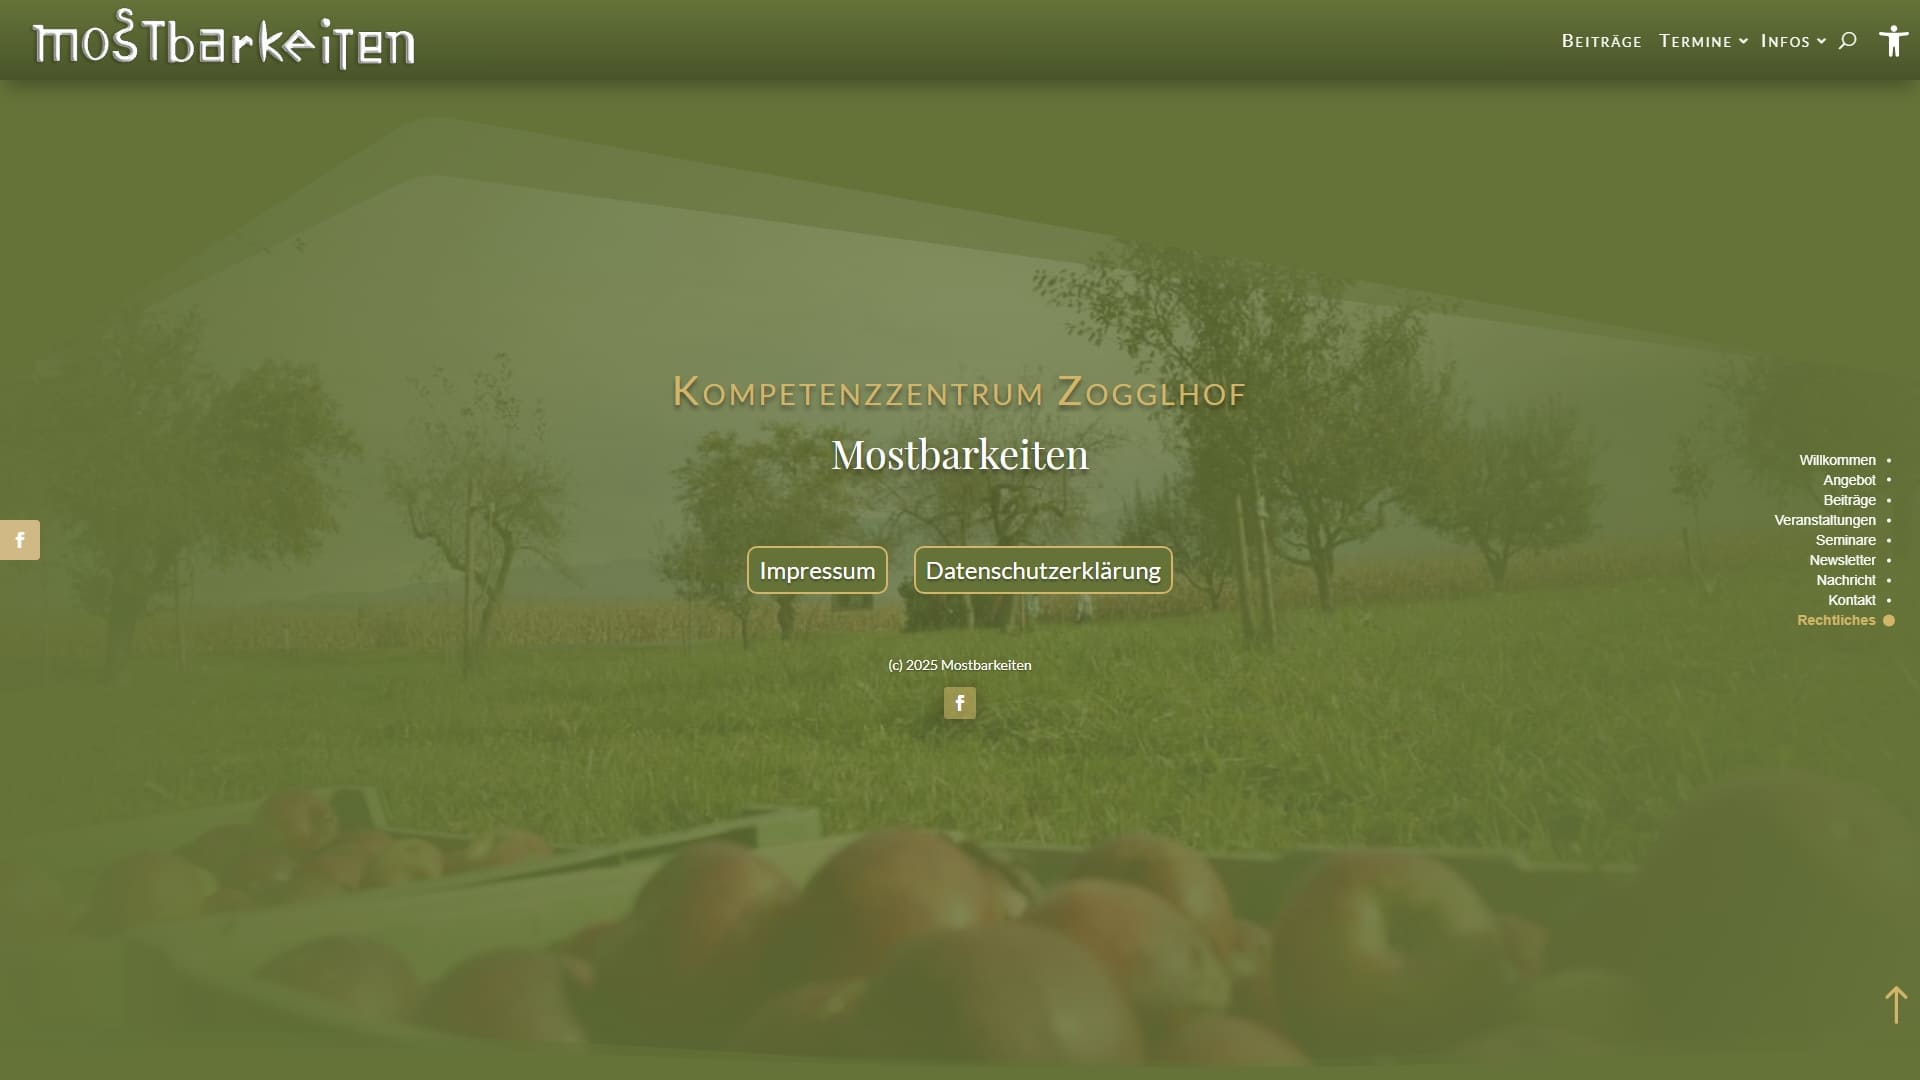 mosTbarkeiten
Beiträge Termine Infos
Kompetenzzentrum Zogglhof
Mostbarkeiten
Impressum Datenschutzerklärung
(c) 2025 Mostbarkeiten
Willkommen
Angebot
Beiträge
Veranstaltungen
Seminare
Newsletter
Nachricht
Kontakt
Rechtliches